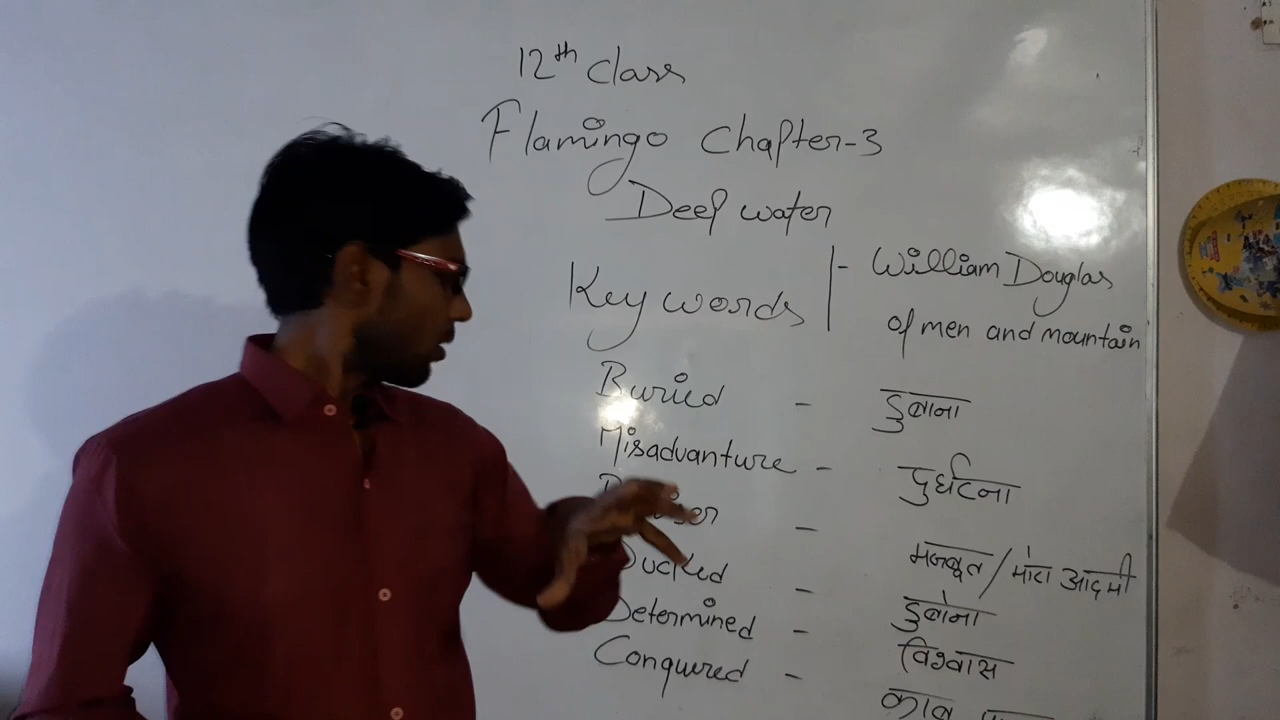 12th class
Flamingo Chapter-3
Deep water
Key words | - William Douglas
of men and mountain
Buried - डुबाना
Misadvanture - दुर्घटना
- मजबूत / मोटा आदमी
Ducked - डुबोना
Determined - विश्वास
Conqured -